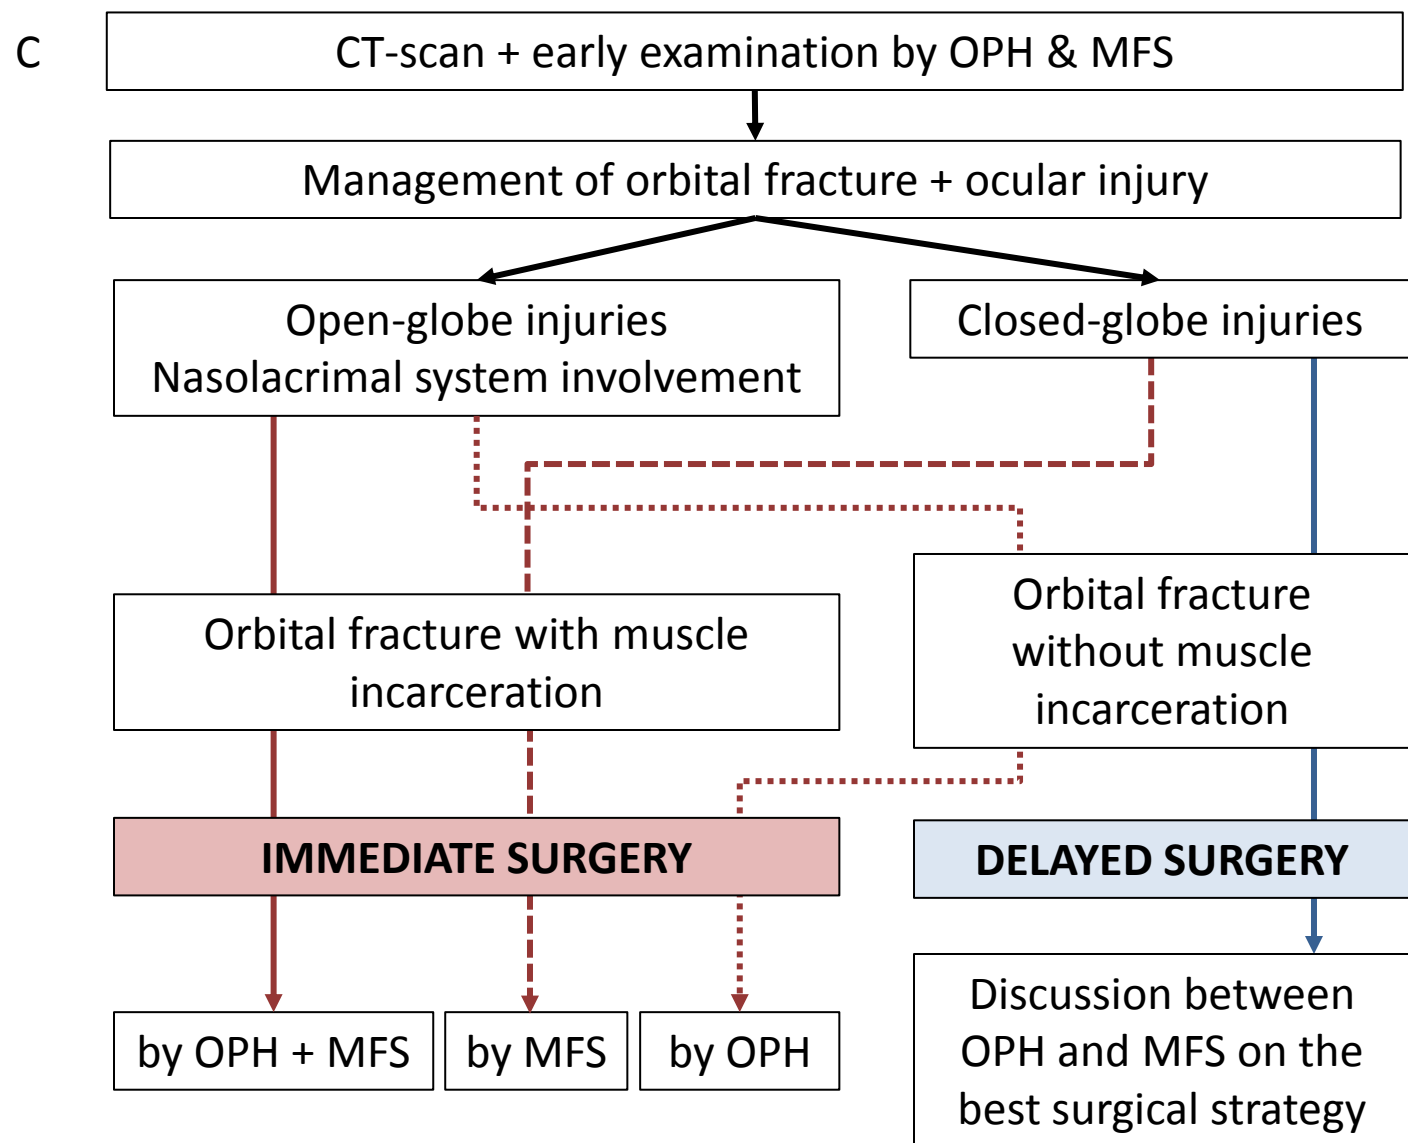 C
CT-scan + early examination by OPH & MFS
Management of orbital fracture + ocular injury
Open-globe injuries
Nasolacrimal system involvement
Closed-globe injuries
Orbital fracture with muscle
incarceration
Orbital fracture
without muscle
incarceration
IMMEDIATE SURGERY
DELAYED SURGERY
by OPH + MFS
by MFS
by OPH
Discussion between
OPH and MFS on the
best surgical strategy